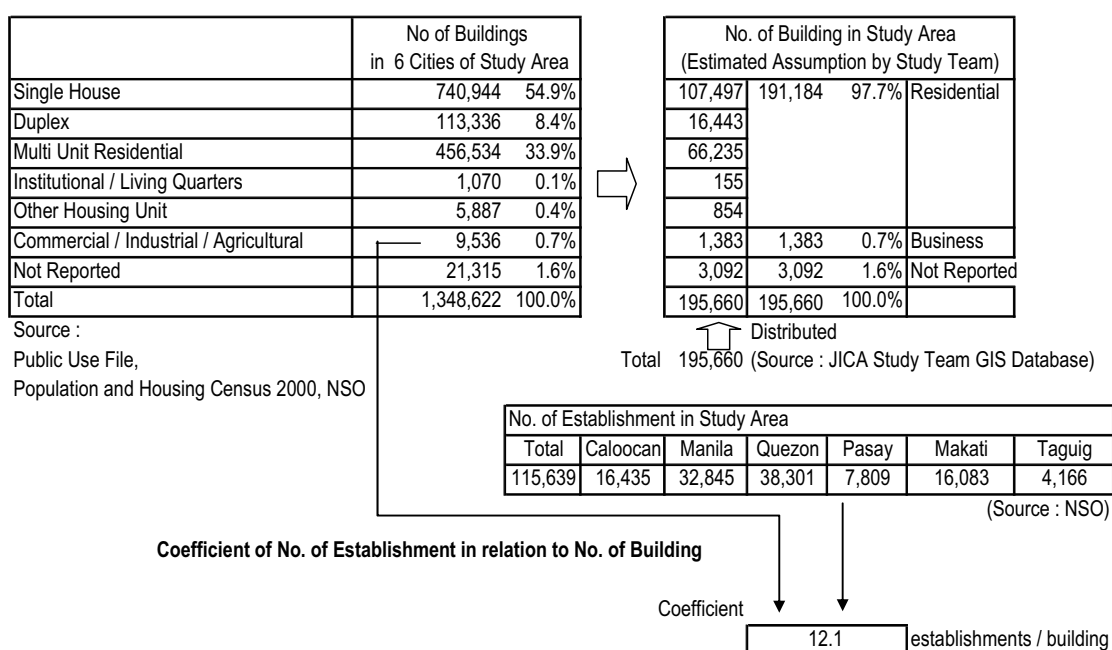 No of Buildings
in 6 Cities of Study Area
Single House 740,944 54.9%
Duplex 113,336 8.4%
Multi Unit Residential 456,534 33.9%
Institutional / Living Quarters 1,070 0.1%
Other Housing Unit 5,887 0.4%
Commercial / Industrial / Agricultural 9,536 0.7%
Not Reported 21,315 1.6%
Total 1,348,622 100.0%
Source :
Public Use File,
Population and Housing Census 2000, NSO
No. of Building in Study Area
(Estimated Assumption by Study Team)
107,497 191,184 97.7% Residential
16,443
66,235
155
854
1,383 1,383 0.7% Business
3,092 3,092 1.6% Not Reported
195,660 195,660 100.0%
Distributed
Total 195,660 (Source : JICA Study Team GIS Database)
No. of Establishment in Study Area
Total Caloocan Manila Quezon Pasay Makati Taguig
115,639 16,435 32,845 38,301 7,809 16,083 4,166
(Source : NSO)
Coefficient of No. of Establishment in relation to No. of Building
Coefficient
12.1 establishments / building